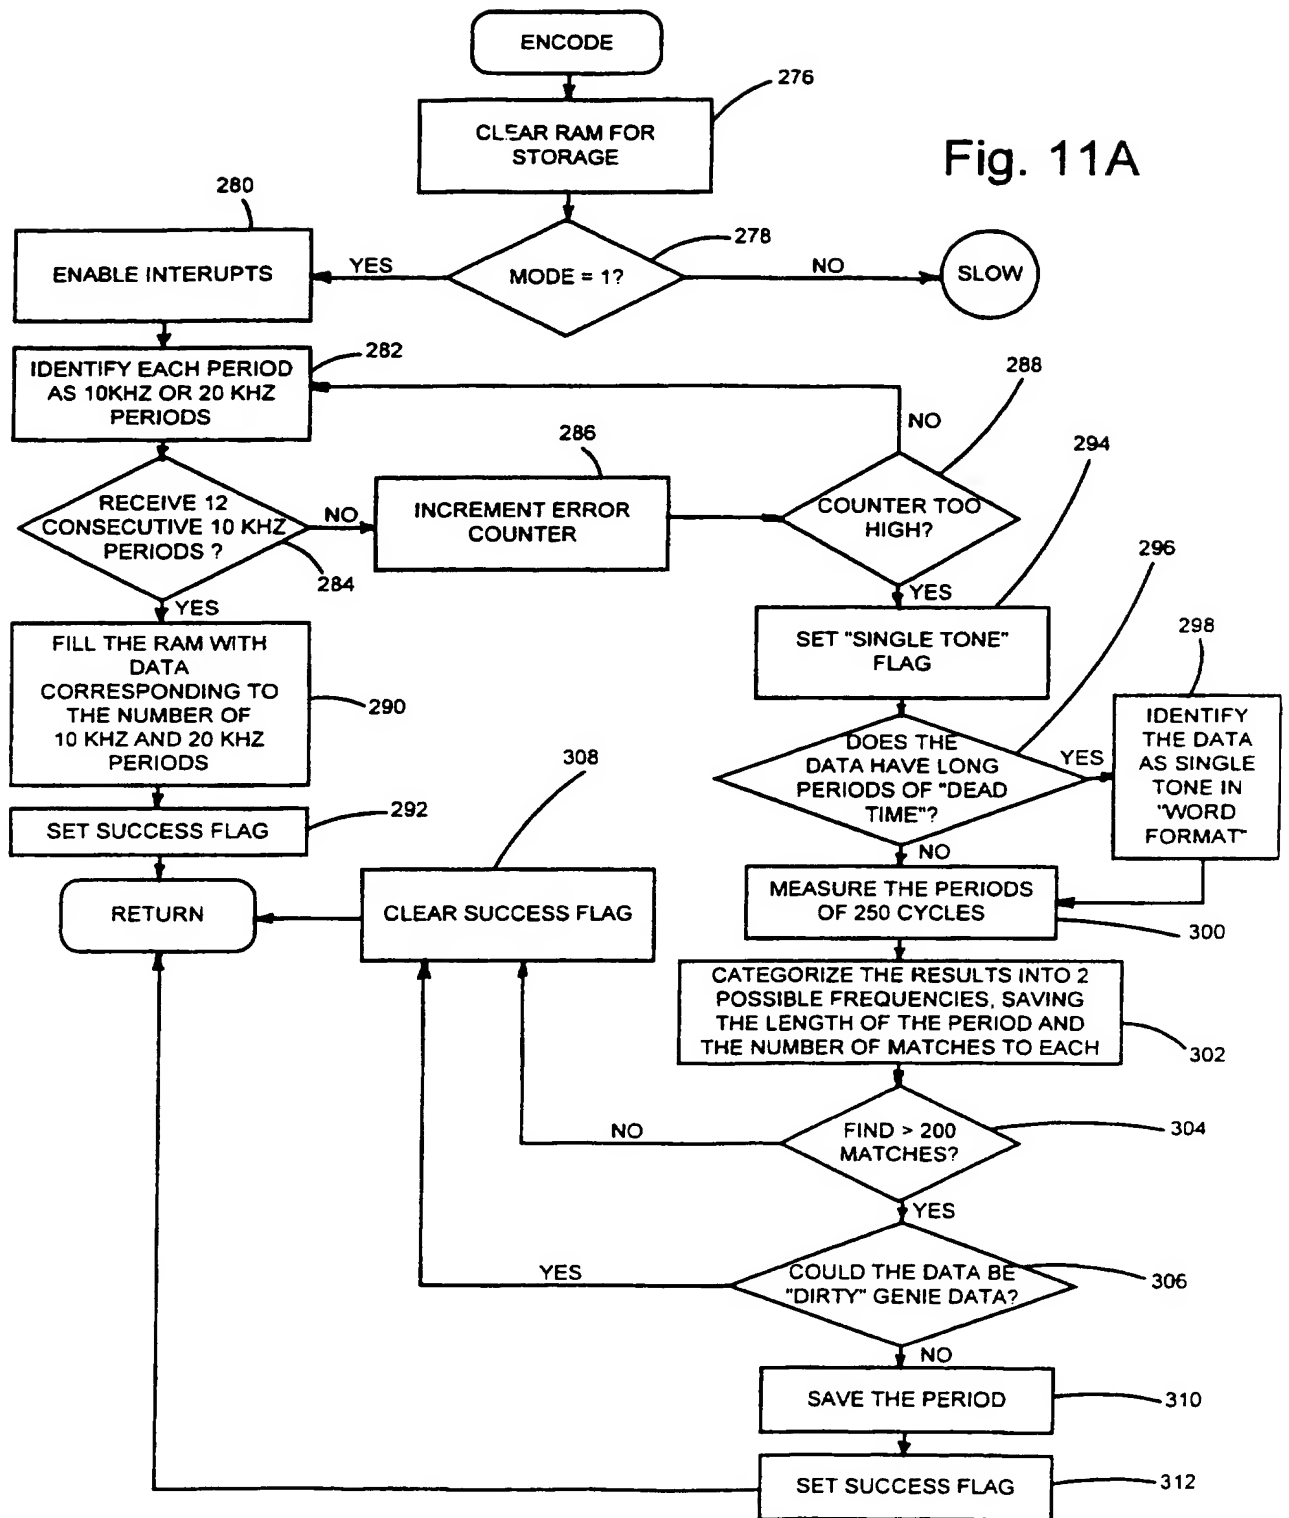 ENCODE
276
CLEAR RAM FOR
STORAGE
Fig. 11A
280
278
ENABLE INTERUPTS
YES
MODE = 1?
NO
SLOW
282
IDENTIFY EACH PERIOD
AS 10KHZ OR 20 KHZ
PERIODS
288
NO
286
294
RECEIVE 12
CONSECUTIVE 10 KHZ
PERIODS ?
NO
INCREMENT ERROR
COUNTER
COUNTER TOO
HIGH?
284
296
YES
YES
FILL THE RAM WITH
DATA
CORRESPONDING TO
THE NUMBER OF
10 KHZ AND 20 KHZ
PERIODS
290
SET "SINGLE TONE"
FLAG
298
308
DOES THE
DATA HAVE LONG
PERIODS OF "DEAD
TIME"?
YES
IDENTIFY
THE DATA
AS SINGLE
TONE IN
"WORD
FORMAT"
SET SUCCESS FLAG
292
NO
RETURN
CLEAR SUCCESS FLAG
MEASURE THE PERIODS
OF 250 CYCLES
300
CATEGORIZE THE RESULTS INTO 2
POSSIBLE FREQUENCIES, SAVING
THE LENGTH OF THE PERIOD AND
THE NUMBER OF MATCHES TO EACH
302
NO
FIND > 200
MATCHES?
304
YES
YES
COULD THE DATA BE
"DIRTY" GENIE DATA?
306
NO
SAVE THE PERIOD
310
SET SUCCESS FLAG
312